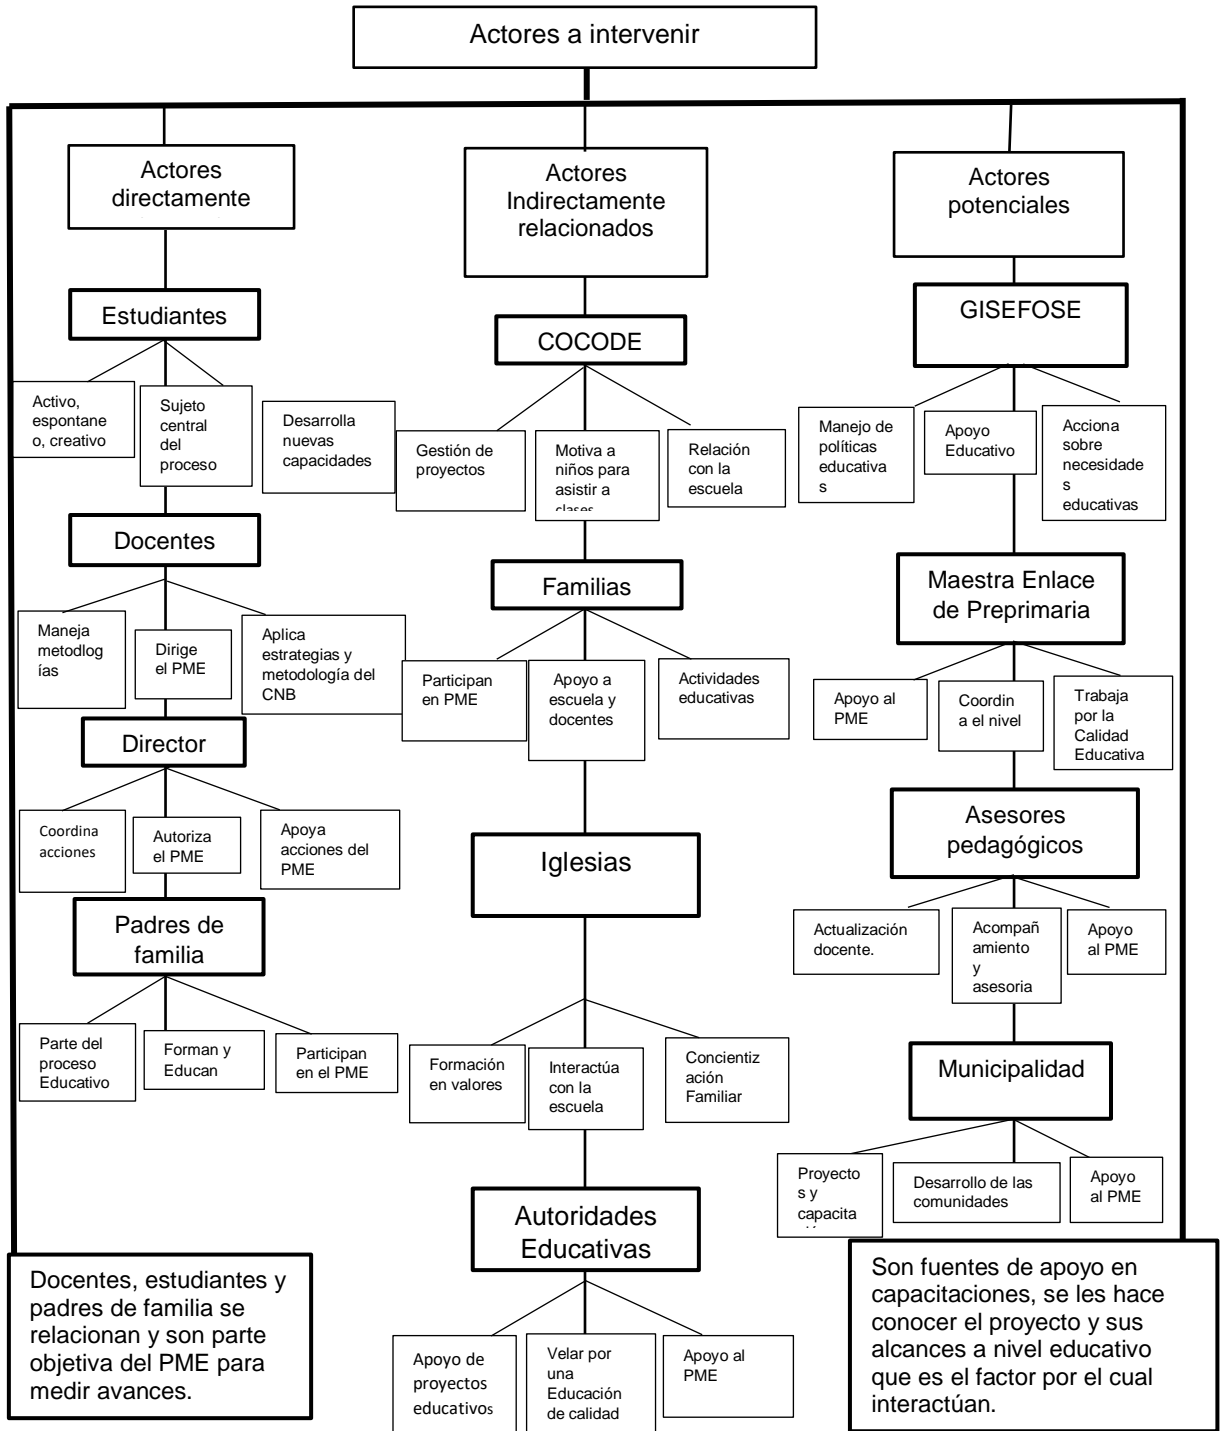 Actores a intervenir
Actores
directamente
Estudiantes
Activo,
espontane
o, creativo
Sujeto
central
del
proceso
Desarrolla
nuevas
capacidades
Docentes
Maneja
metodlog
ías
Dirige
el PME
Aplica
estrategias y
metodología del
CNB
Director
Coordina
acciones
Autoriza
el PME
Apoya
acciones del
PME
Padres de
familia
Parte del
proceso
Educativo
Forman y
Educan
Participan
en el PME
Docentes, estudiantes y
padres de familia se
relacionan y son parte
objetiva del PME para
medir avances.
Actores
Indirectamente
relacionados
COCODE
Gestión de
proyectos
Motiva a
niños para
asistir a
clases
Relación
con la
escuela
Familias
Participan
en PME
Apoyo a
escuela y
docentes
Actividades
educativas
Iglesias
Formación
en valores
Interactúa
con la
escuela
Concientiz
ación
Familiar
Autoridades
Educativas
Apoyo de
proyectos
educativos
Velar por
una
Educación
de calidad
Apoyo al
PME
Actores
potenciales
GISEFOSE
Manejo de
políticas
educativa
s
Apoyo
Educativo
Acciona
sobre
necesidade
s
educativas
Maestra Enlace
de Preprimaria
Apoyo al
PME
Coordin
a el nivel
Trabaja
por la
Calidad
Educativa
Asesores
pedagógicos
Actualización
docente.
Acompañ
amiento
y
asesoria
Apoyo
al PME
Municipalidad
Proyecto
s y
capacita
Desarrollo de las
comunidades
Apoyo
al PME
Son fuentes de apoyo en
capacitaciones, se les hace
conocer el proyecto y sus
alcances a nivel educativo
que es el factor por el cual
interactúan.